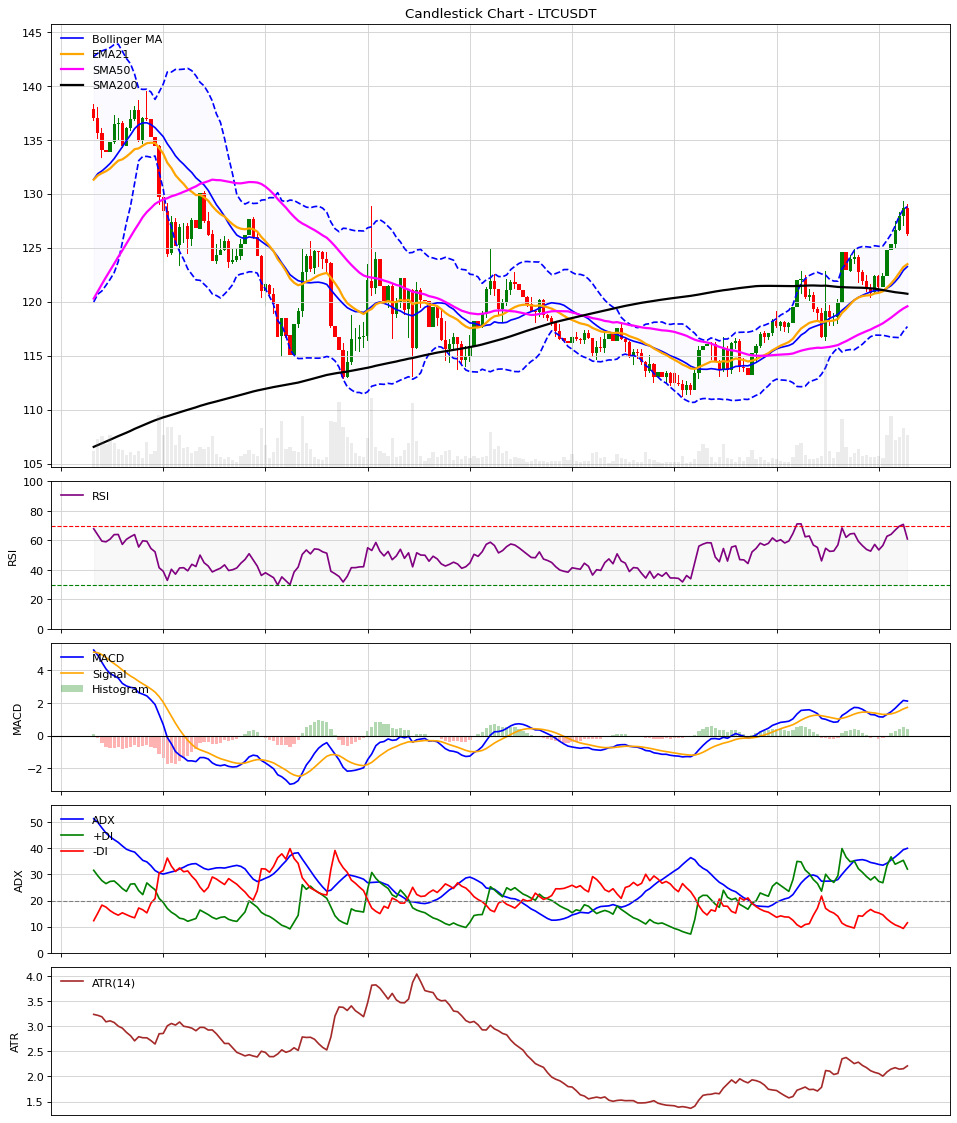 Candlestick Chart - LTCUSDT
Bollinger MA
EMA21
SMA50
SMA200
145
140
135
130
125
120
115
110
105
RSI
RSI
100
80
60
40
20
0
MACD
Signal
Histogram
MACD
4
2
0
−2
ADX
+DI
-DI
ADX
50
40
30
20
10
0
ATR(14)
ATR
4.0
3.5
3.0
2.5
2.0
1.5